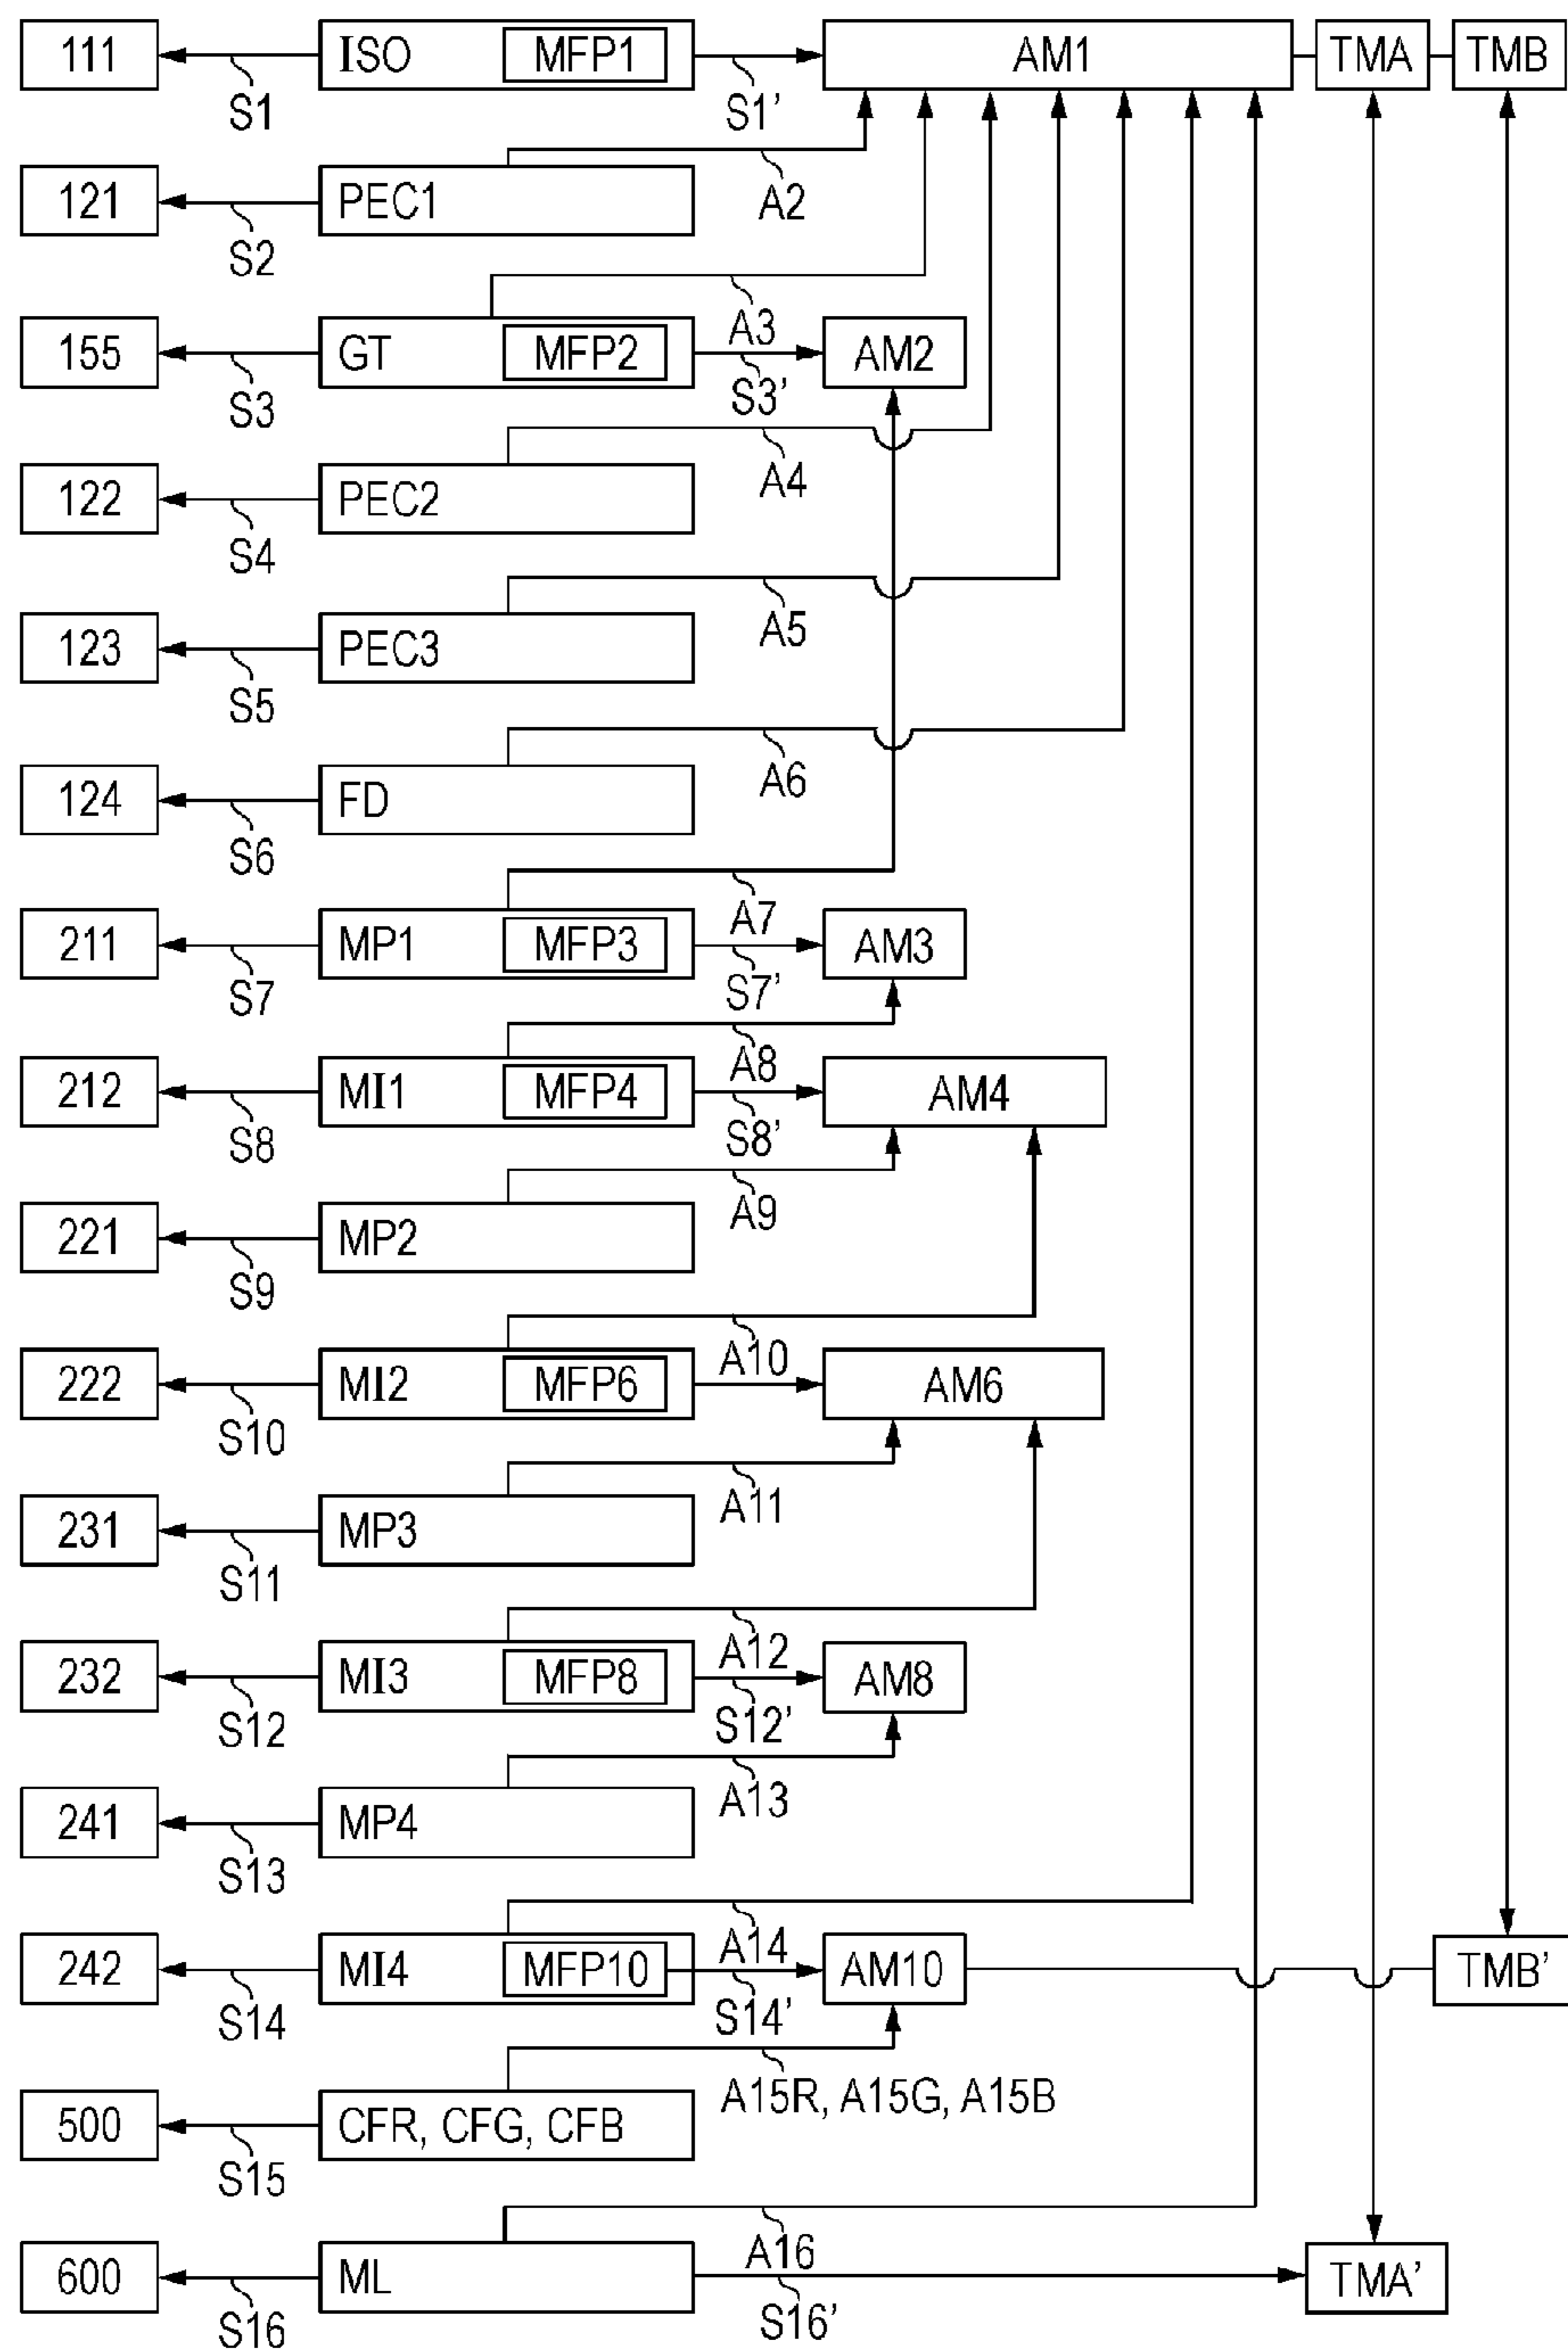 111 ISO MFP1 AM1 TMA TMB
S1 S1’
121 PEC1 A2
S2
155 GT MFP2 A3 AM2
S3 S3’
122 PEC2 A4
S4
123 PEC3 A5
S5
124 FD A6
S6
211 MP1 MFP3 A7 AM3
S7 S7’
212 MI1 MFP4 A8 AM4
S8 S8’
221 MP2 A9
S9
222 MI2 MFP6 A10 AM6
S10
231 MP3 A11
S11
232 MI3 MFP8 A12 AM8
S12 S12’
241 MP4 A13
S13
242 MI4 MFP10 A14 AM10 TMB’
S14 S14’
500 CFR, CFG, CFB A15R, A15G, A15B
S15
600 ML A16 TMA’
S16 S16’